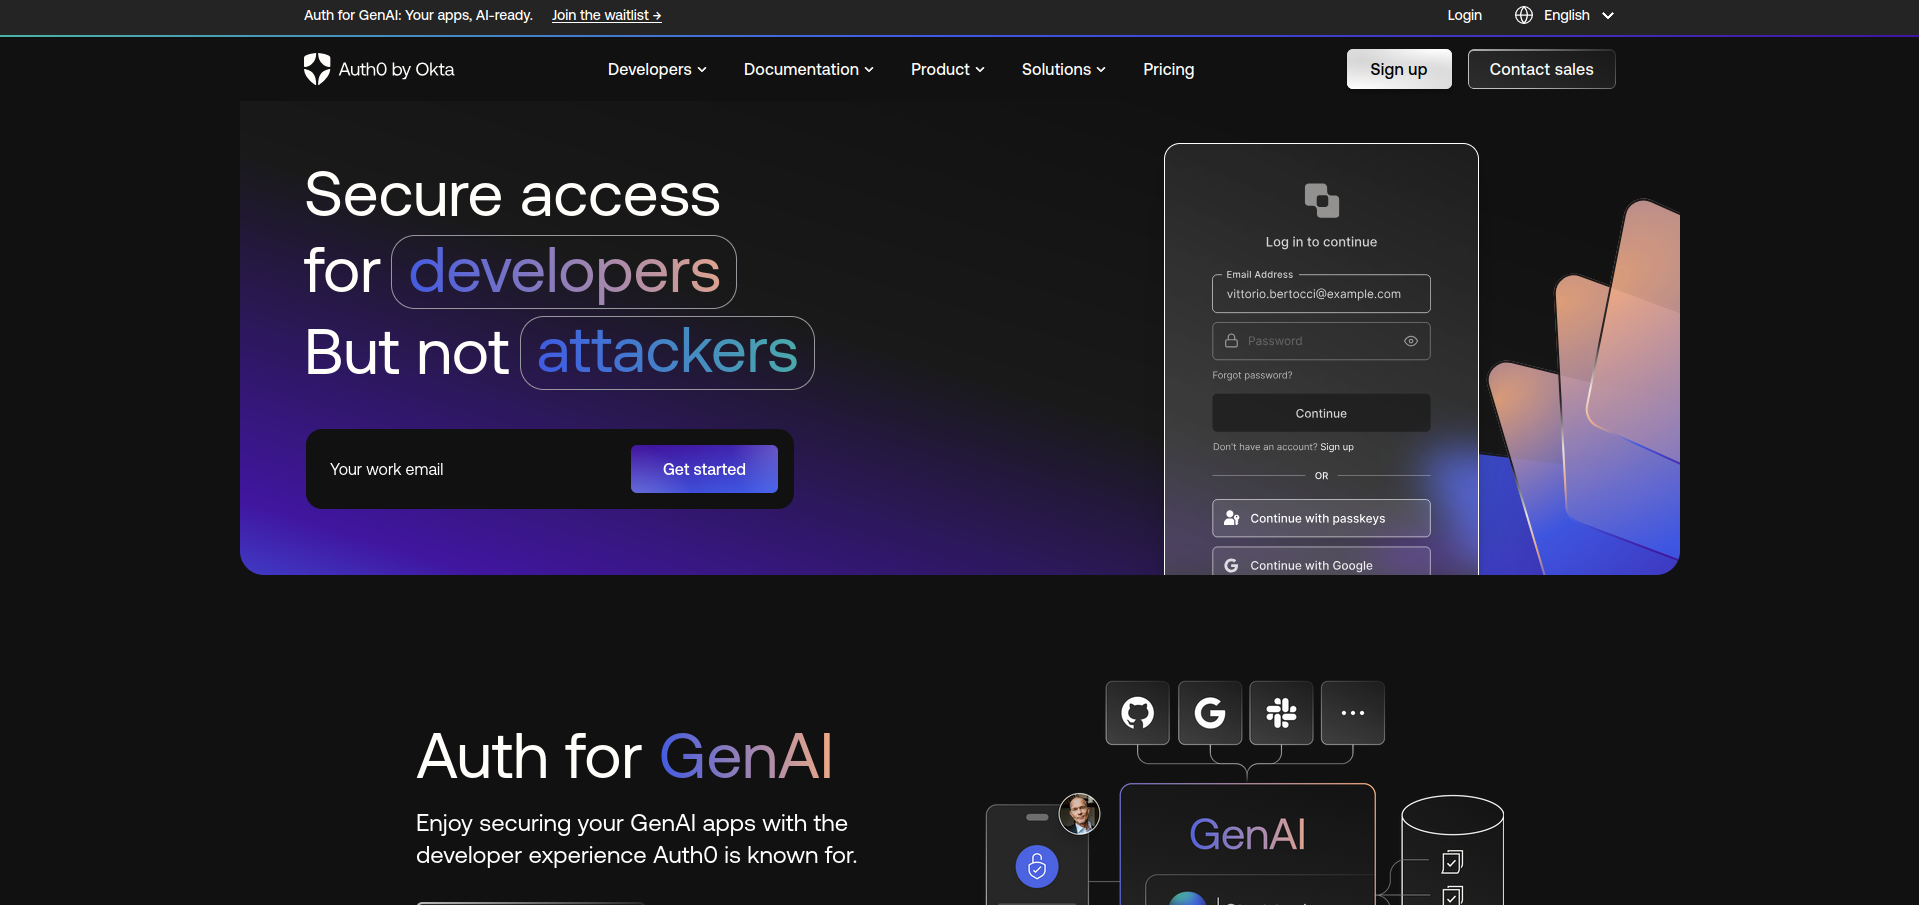 Auth for GenAI: Your apps, AI-ready. Join the waitlist →
Login English
Auth0 by Okta Developers Documentation Product Solutions Pricing Sign up Contact sales
Secure access
for developers
But not attackers
Your work email Get started
Log in to continue
Email Address
vittorio.bertocci@example.com
Password
Forgot password?
Continue
Don't have an account? Sign up
OR
Continue with passkeys
Continue with Google
Auth for GenAI
Enjoy securing your GenAI apps with the
developer experience Auth0 is known for.
GenAI